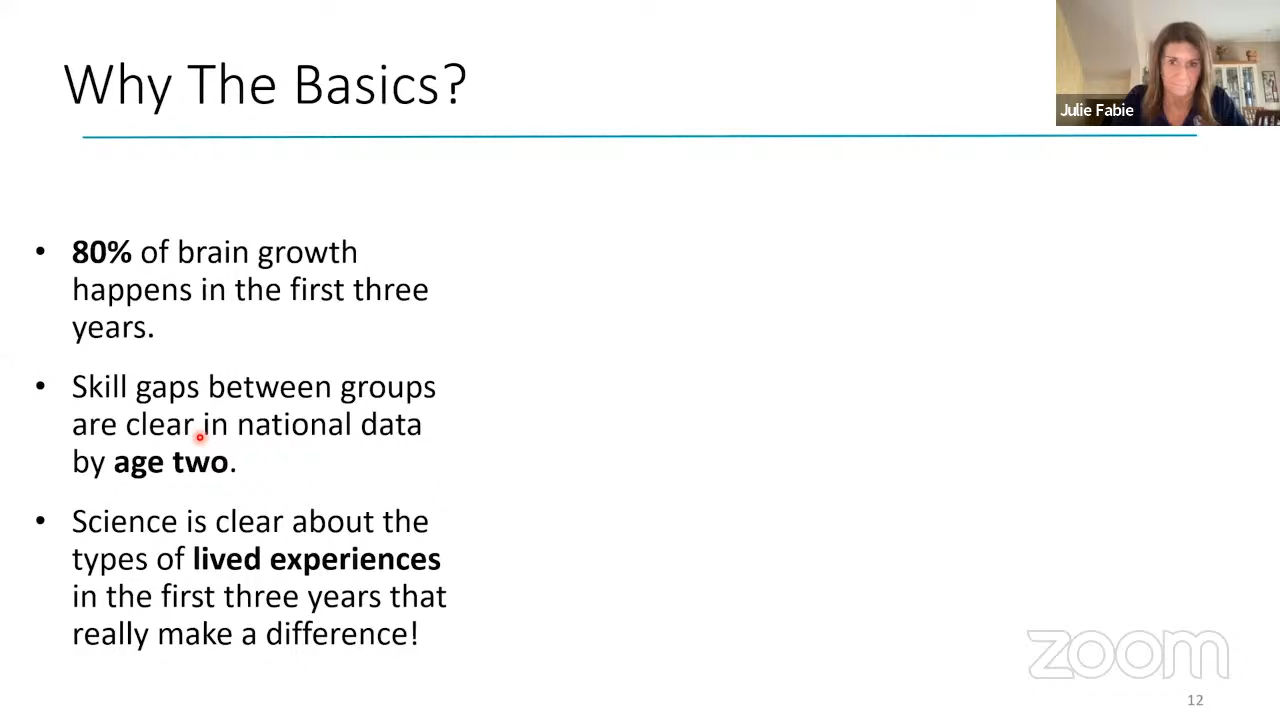 Why The Basics?
Julie Fabie
• 80% of brain growth
happens in the first three
years.
• Skill gaps between groups
are clear in national data
by age two.
• Science is clear about the
types of lived experiences
in the first three years that
really make a difference!
zoom
12